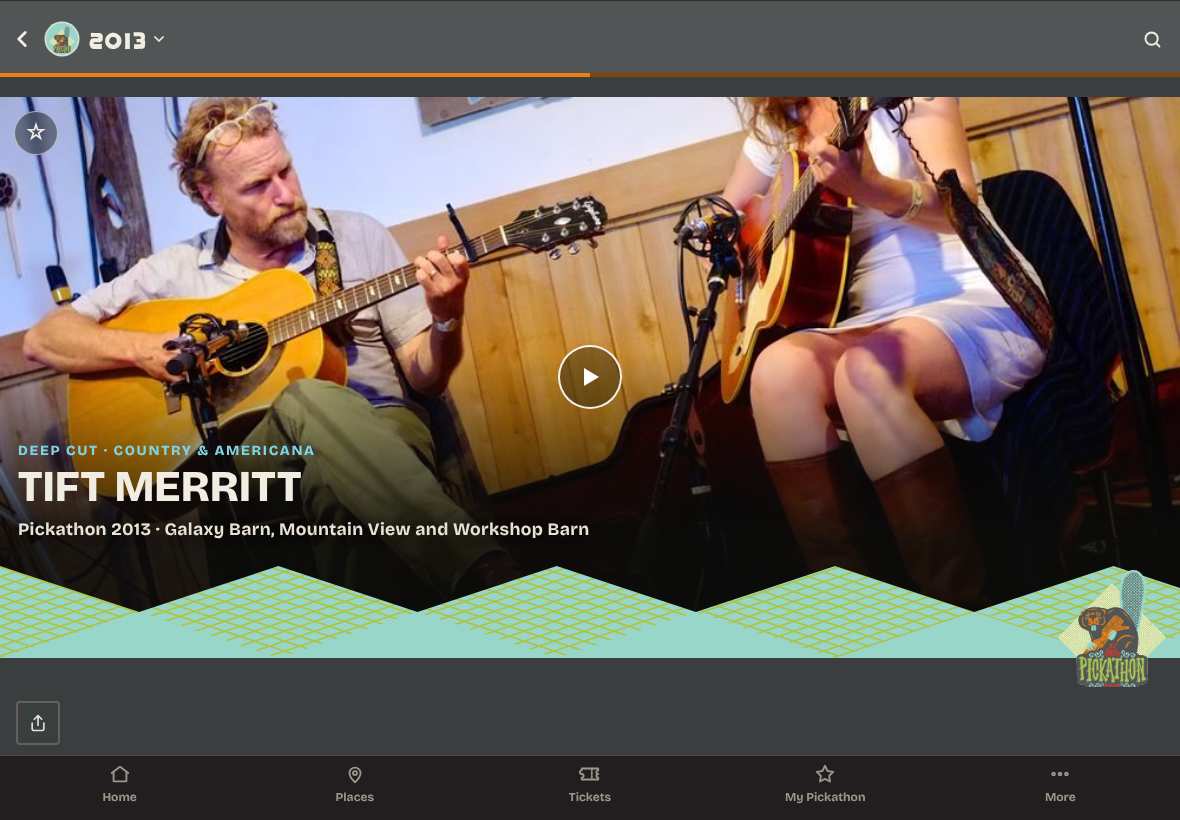 2013
Epiphone
DEEP CUT · COUNTRY & AMERICANA
TIFT MERRITT
Pickathon 2013 · Galaxy Barn, Mountain View and Workshop Barn
PICKATHON
Home
Places
Tickets
My Pickathon
More